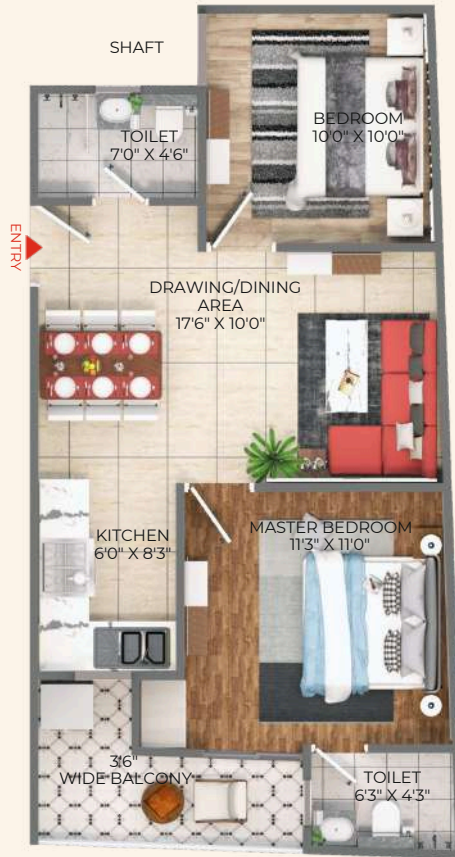 SHAFT
BEDROOM
10'0" X 10'0"
TOILET
7'0" X 4'6"
ENTRY
DRAWING/DINING
AREA
17'6" X 10'0"
KITCHEN
6'0" X 8'3"
MASTER BEDROOM
11'3" X 11'0"
3'6"
WIDE BALCONY
TOILET
6'3" X 4'3"